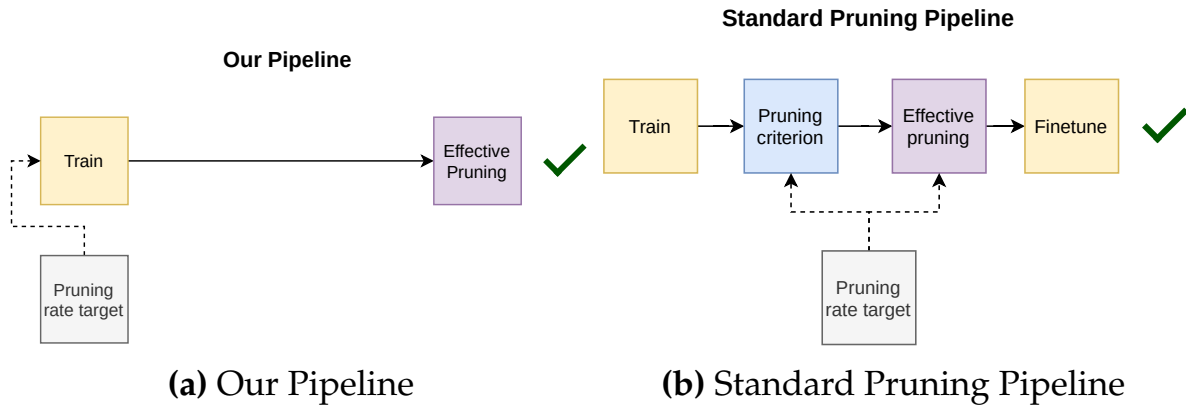 Our Pipeline
Train
Effective
Pruning
Pruning
rate target
(a) Our Pipeline
Standard Pruning Pipeline
Train
Pruning
criterion
Effective
pruning
Finetune
Pruning
rate target
(b) Standard Pruning Pipeline